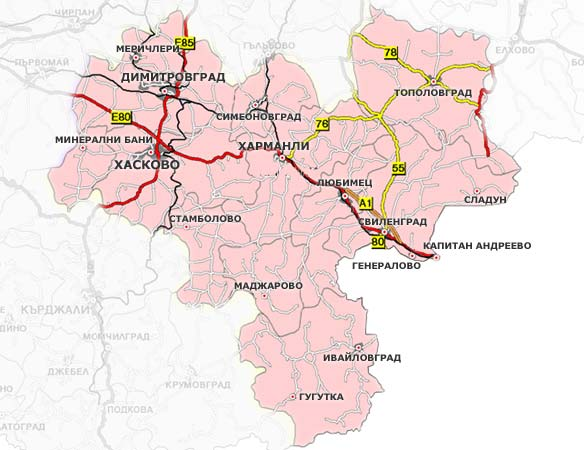 ЧИРПАН
E85
МЕРИЧЛЕРИ
ГЪЛЪБОВО
78
ЕЛХОВО
ПЪРВОМАЙ
ДИМИТРОВГРАД
ТОПОЛОВГРАД
E80
СИМЕОНОВГРАД
76
МИНЕРАЛНИ БАНИ
ХАРМАНЛИ
ХАСКОВО
55
ЛЮБИМЕЦ
СЛАДУН
A1
СТАМБОЛОВО
СВИЛЕНГРАД
80
КАПИТАН АНДРЕЕВО
ГЕНЕРАЛОВО
МАДЖАРОВО
КЪРДЖАЛИ
МОМЧИЛГРАД
ИВАЙЛОВГРАД
ДЖЕБЕЛ
КРУМОВГРАД
ГУГУТКА
ПОДКОВА